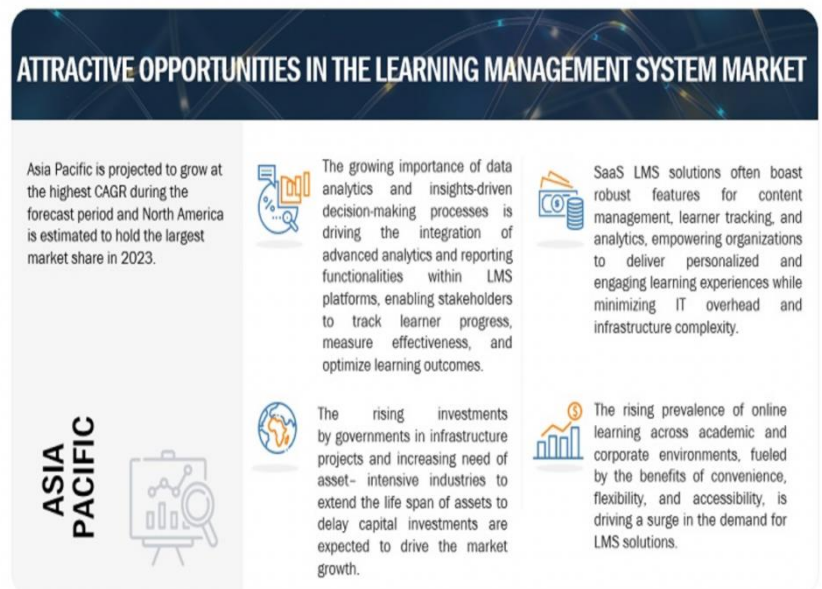 ATTRACTIVE OPPORTUNITIES IN THE LEARNING MANAGEMENT SYSTEM MARKET
Asia Pacific is projected to grow at
the highest CAGR during the
forecast period and North America
is estimated to hold the largest
market share in 2023.
ASIA
PACIFIC
The growing importance of data
analytics and insights-driven
decision-making processes is
driving the integration of
advanced analytics and reporting
functionalities within LMS
platforms, enabling stakeholders
to track learner progress,
measure effectiveness, and
optimize learning outcomes.
SaaS LMS solutions often boast
robust features for content
management, learner tracking, and
analytics, empowering organizations
to deliver personalized and
engaging learning experiences while
minimizing IT overhead and
infrastructure complexity.
The rising investments
by governments in infrastructure
projects and increasing need of
asset– intensive industries to
extend the life span of assets to
delay capital investments are
expected to drive the market
growth.
The rising prevalence of online
learning across academic and
corporate environments, fueled
by the benefits of convenience,
flexibility, and accessibility, is
driving a surge in the demand for
LMS solutions.